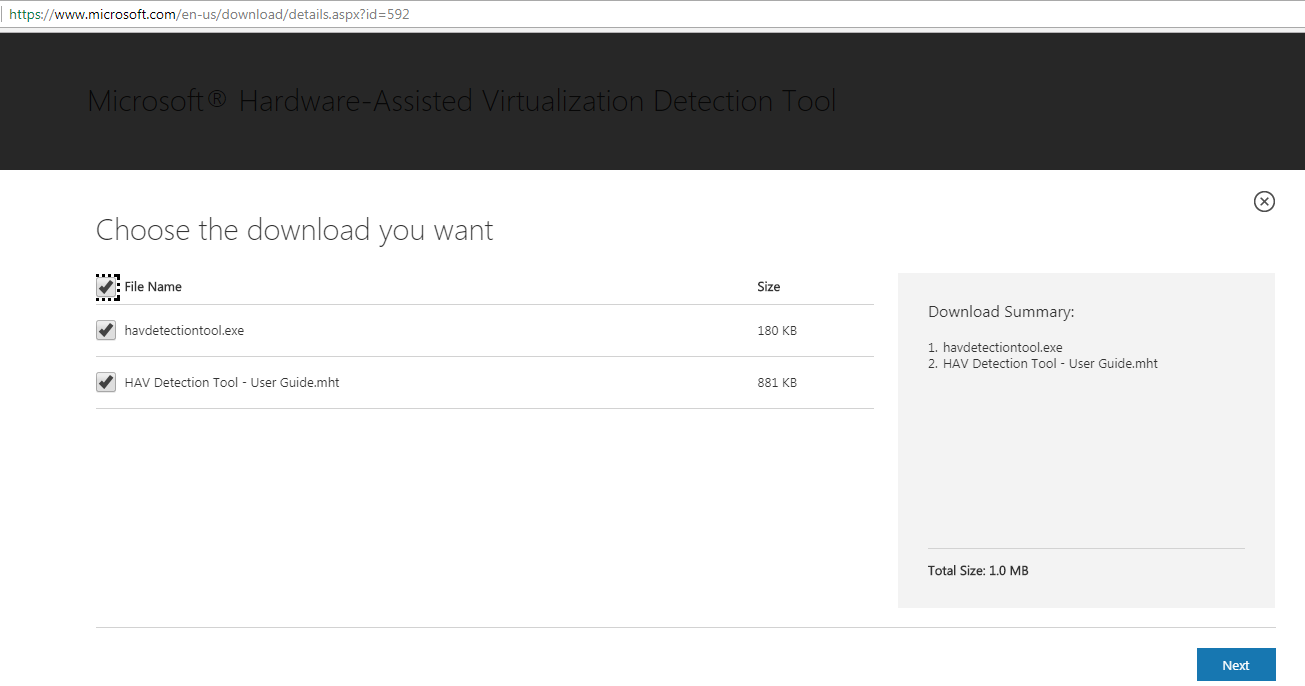 https://www.microsoft.com/en-us/download/details.aspx?id=592
Microsoft® Hardware-Assisted Virtualization Detection Tool
Choose the download you want
File Name Size
havdetectiontool.exe 180 KB
HAV Detection Tool - User Guide.mht 881 KB
Download Summary:
1. havdetectiontool.exe
2. HAV Detection Tool - User Guide.mht
Total Size: 1.0 MB
Next